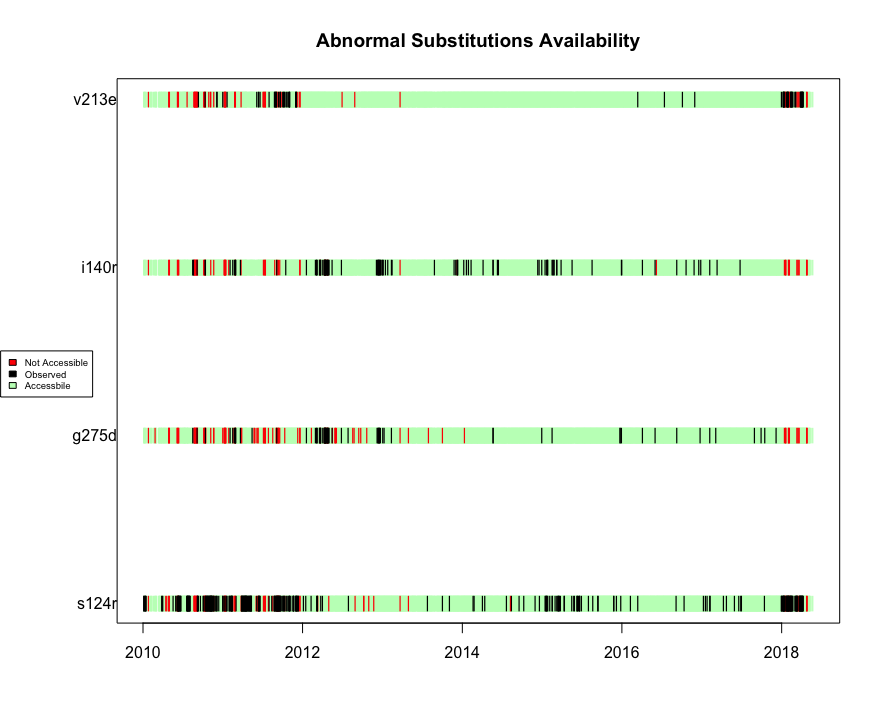 Abnormal Substitutions Availability
v213e
i140r
Not Accessible
Observed
Accessbile
g275d
s124r
2010 2012 2014 2016 2018